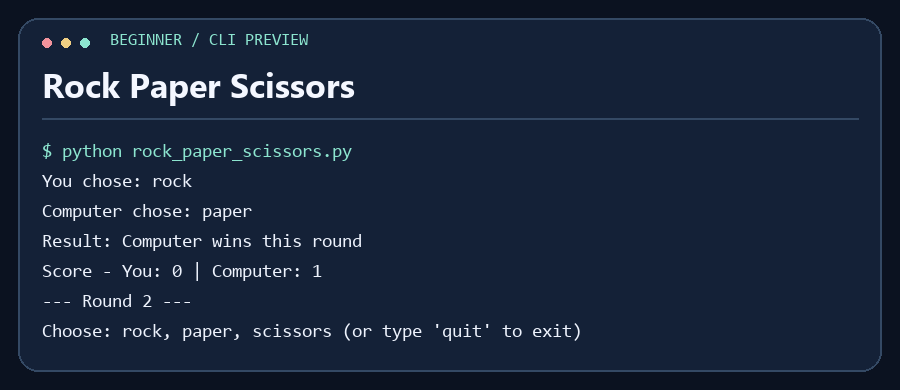 BEGINNER / CLI PREVIEW
Rock Paper Scissors
$ python rock_paper_scissors.py
You chose: rock
Computer chose: paper
Result: Computer wins this round
Score - You: 0 | Computer: 1
--- Round 2 ---
Choose: rock, paper, scissors (or type 'quit' to exit)